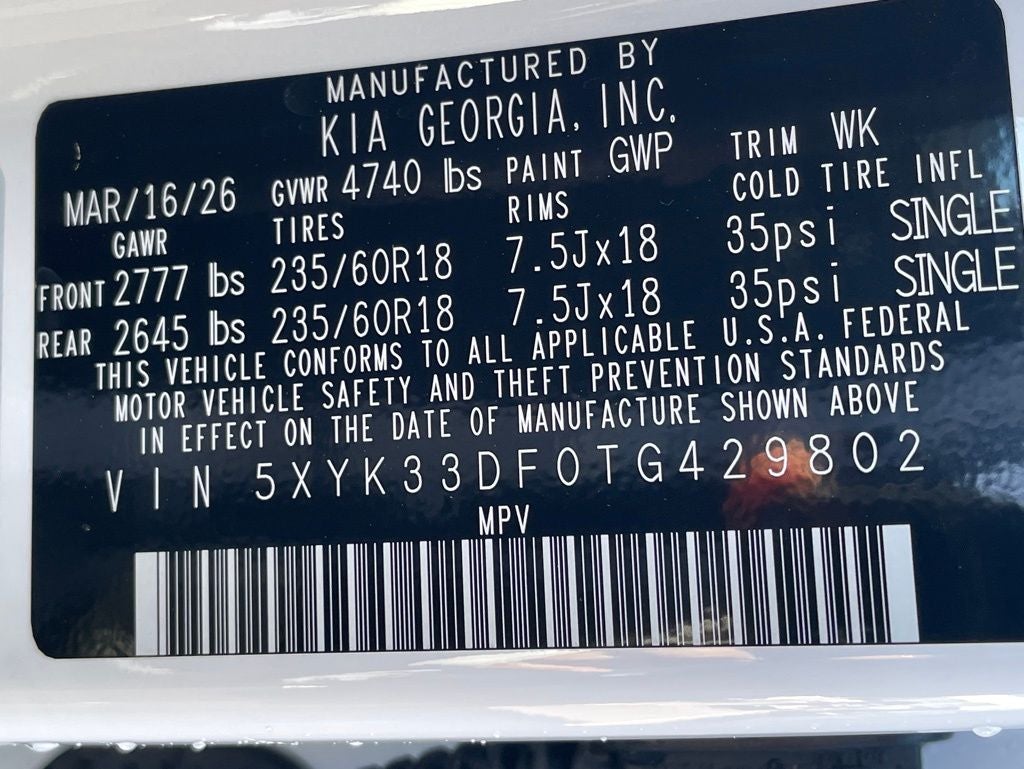 MANUFACTURED BY
KIA GEORGIA, INC.
MAR/16/26 GVWR 4740 lbs PAINT GWP TRIM WK
GAWR TIRES RIMS COLD TIRE INFL
FRONT 2777 lbs 235/60R18 7.5Jx18 35psi SINGLE
REAR 2645 lbs 235/60R18 7.5Jx18 35psi SINGLE
THIS VEHICLE CONFORMS TO ALL APPLICABLE U.S.A. FEDERAL
MOTOR VEHICLE SAFETY AND THEFT PREVENTION STANDARDS
IN EFFECT ON THE DATE OF MANUFACTURE SHOWN ABOVE
VIN 5XYK33DF0TG429802
MPV